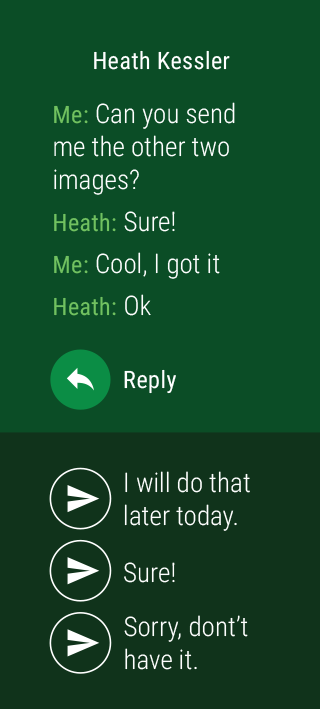 Heath Kessler
Me: Can you send
me the other two
images?
Heath: Sure!
Me: Cool, I got it
Heath: Ok
Reply
I will do that
later today.
Sure!
Sorry, dont't
have it.